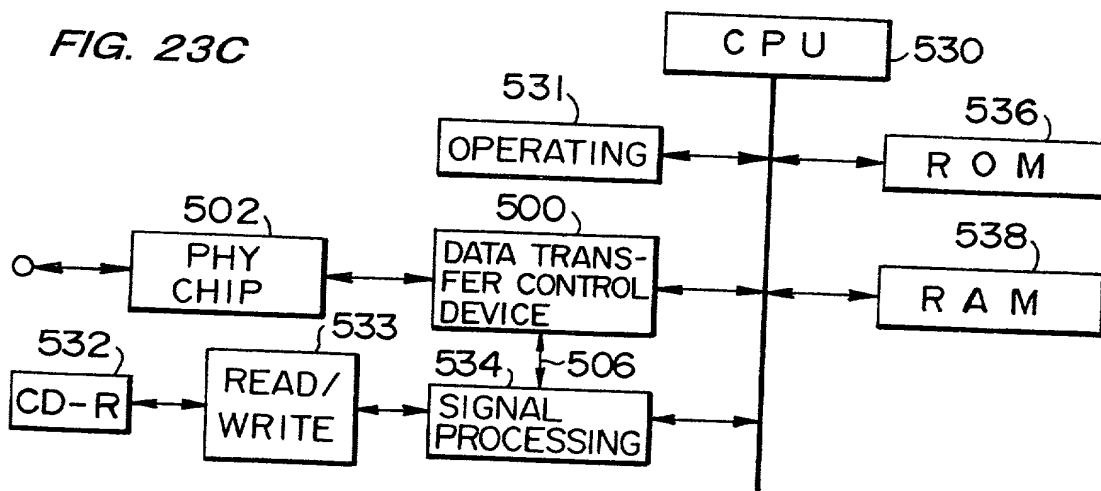 FIG. 23C
CPU
530
531
OPERATING
536
ROM
502
PHY
CHIP
500
DATA TRANS-
FER CONTROL
DEVICE
538
RAM
532
CD-R
533
READ/
WRITE
534
506
SIGNAL
PROCESSING